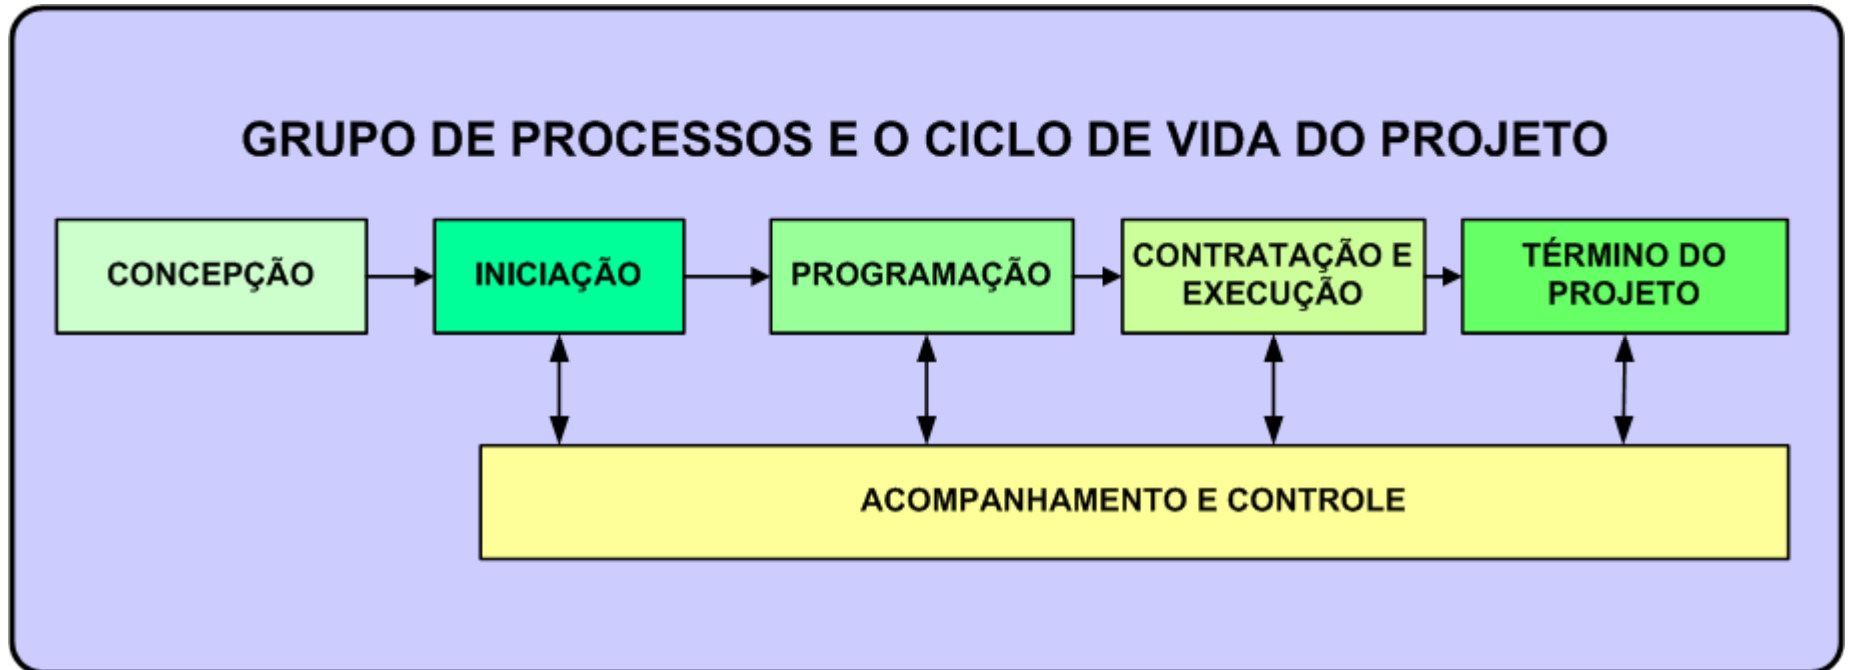 GRUPO DE PROCESSOS E O CICLO DE VIDA DO PROJETO
CONCEPÇÃO
INICIAÇÃO
PROGRAMAÇÃO
CONTRATAÇÃO E
EXECUÇÃO
TÉRMINO DO
PROJETO
ACOMPANHAMENTO E CONTROLE